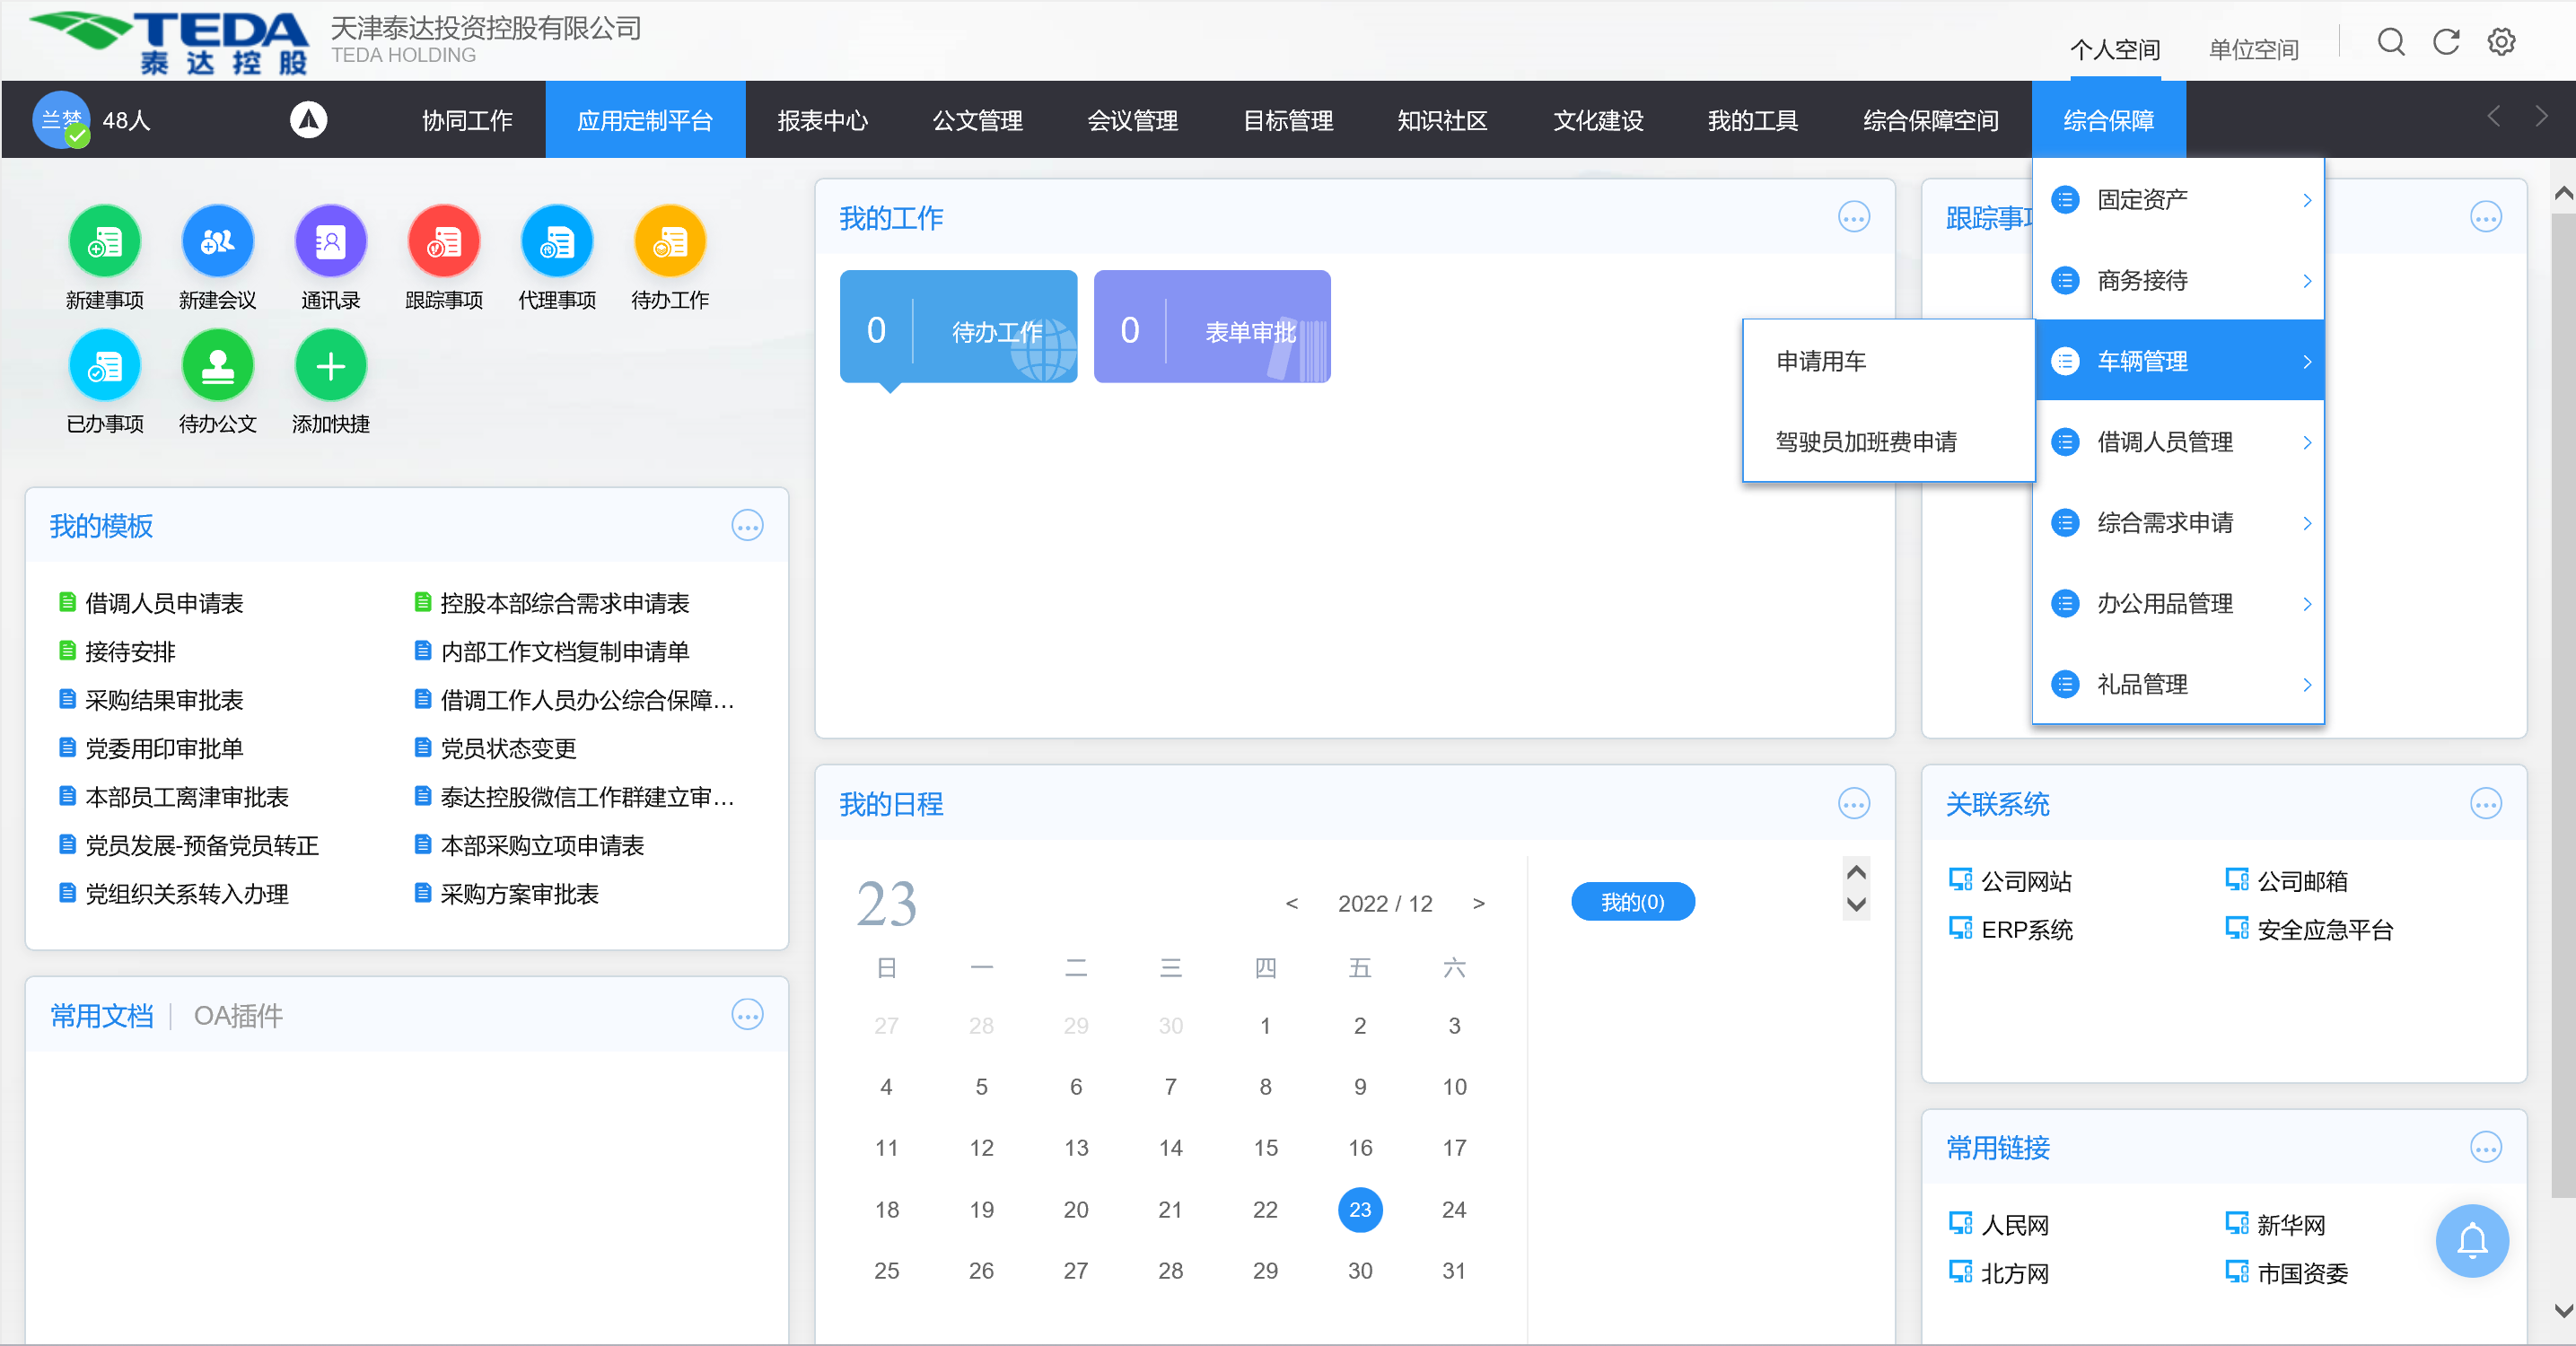 TEDA
泰达控股
天津泰达投资控股有限公司
TEDA HOLDING
个人空间
单位空间
兰梦
48人
协同工作
应用定制平台
报表中心
公文管理
会议管理
目标管理
知识社区
文化建设
我的工具
综合保障空间
综合保障
新建事项
新建会议
通讯录
跟踪事项
代理事项
待办工作
已办事项
待办公文
添加快捷
我的模板
借调人员申请表
控股本部综合需求申请表
接待安排
内部工作文档复制申请单
采购结果审批表
借调工作人员办公综合保障...
党委用印审批单
党员状态变更
本部员工离津审批表
泰达控股微信工作群建立审...
党员发展-预备党员转正
本部采购立项申请表
党组织关系转入办理
采购方案审批表
常用文档
OA插件
我的工作
0 待办工作
0 表单审批
跟踪事项
固定资产
商务接待
车辆管理
借调人员管理
综合需求申请
办公用品管理
礼品管理
申请用车
驾驶员加班费申请
我的日程
23
< 2022 / 12 >
我的(0)
日 一 二 三 四 五 六
27 28 29 30 1 2 3
4 5 6 7 8 9 10
11 12 13 14 15 16 17
18 19 20 21 22 23 24
25 26 27 28 29 30 31
关联系统
公司网站
公司邮箱
ERP系统
安全应急平台
常用链接
人民网
新华网
北方网
市国资委